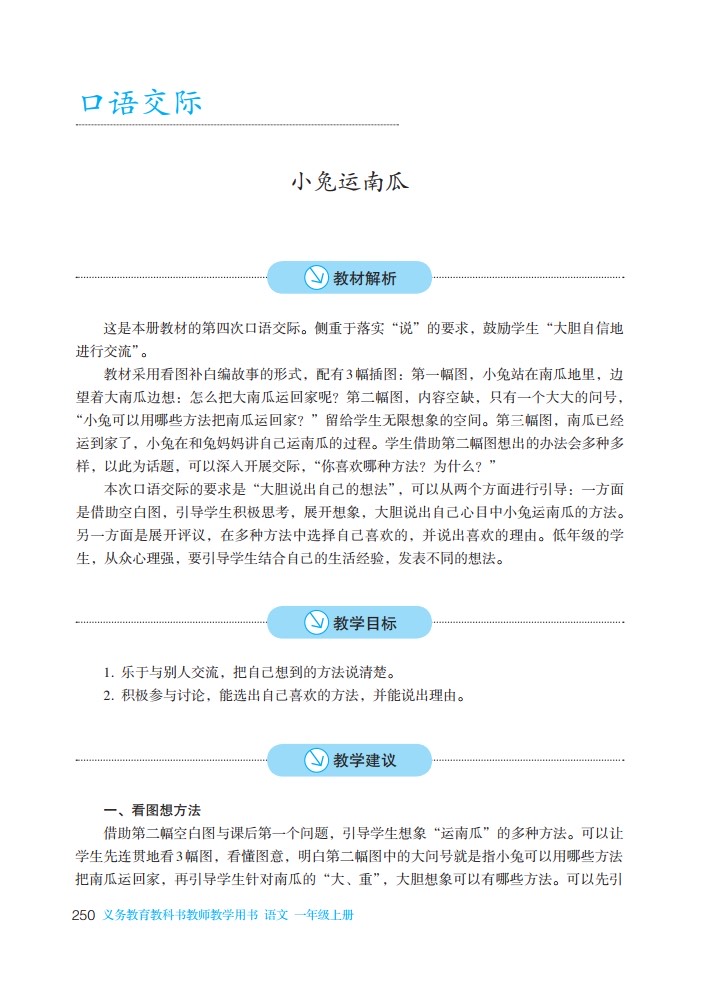 口语交际
小兔运南瓜
教材解析
这是本册教材的第四次口语交际。侧重于落实“说”的要求，鼓励学生“大胆自信地
进行交流”。
教材采用看图补白编故事的形式，配有3幅插图：第一幅图，小兔站在南瓜地里，边
望着大南瓜边想：怎么把大南瓜运回家呢？第二幅图，内容空缺，只有一个大大的问号，
“小兔可以用哪些方法把南瓜运回家？”留给学生无限想象的空间。第三幅图，南瓜已经
运到家了，小兔在和兔妈妈讲自己运南瓜的过程。学生借助第二幅图想出的办法会多种多
样，以此为话题，可以深入开展交际，“你喜欢哪种方法？为什么？”
本次口语交际的要求是“大胆说出自己的想法”，可以从两个方面进行引导：一方面
是借助空白图，引导学生积极思考，展开想象，大胆说出自己心目中小兔运南瓜的方法。
另一方面是展开评议，在多种方法中选择自己喜欢的，并说出喜欢的理由。低年级的学
生，从众心理强，要引导学生结合自己的生活经验，发表不同的想法。
教学目标
1. 乐于与别人交流，把自己想到的方法说清楚。
2. 积极参与讨论，能选出自己喜欢的方法，并能说出理由。
教学建议
一、看图想方法
借助第二幅空白图与课后第一个问题，引导学生想象“运南瓜”的多种方法。可以让
学生先连贯地看3幅图，看懂图意，明白第二幅图中的大问号就是指小兔可以用哪些方法
把南瓜运回家，再引导学生针对南瓜的“大、重”，大胆想象可以有哪些方法。可以先引
250 义务教育教科书教师教学用书 语文 一年级上册